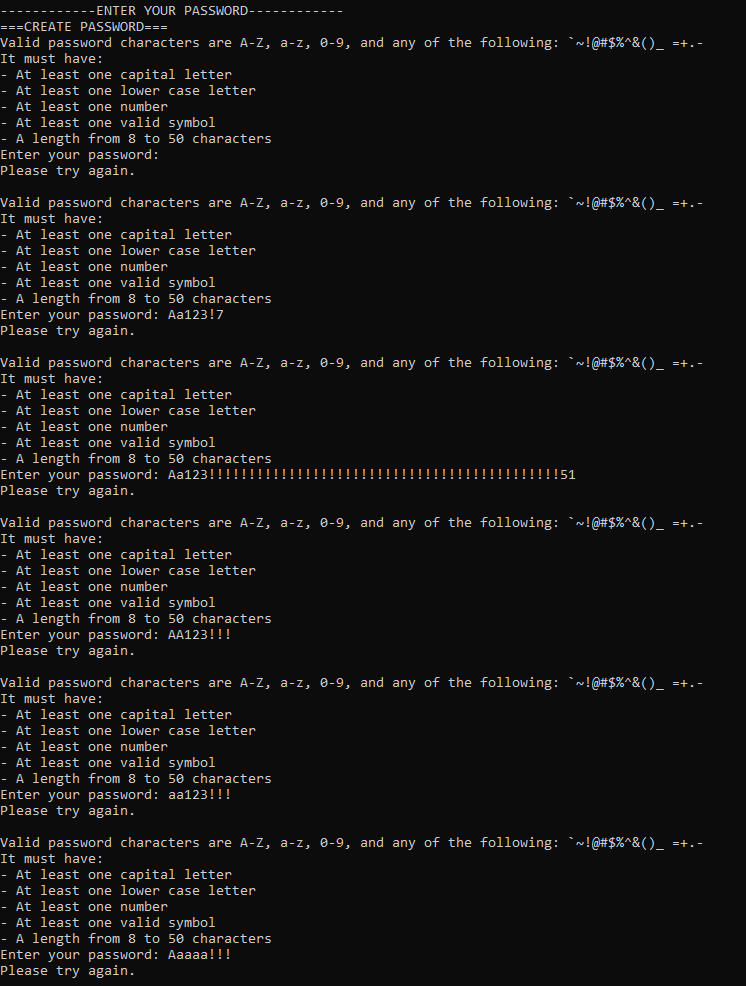 ------------ENTER YOUR PASSWORD------------
===CREATE PASSWORD===
Valid password characters are A-Z, a-z, 0-9, and any of the following: `~!@#$%^&()_ =+.-
It must have:
- At least one capital letter
- At least one lower case letter
- At least one number
- At least one valid symbol
- A length from 8 to 50 characters
Enter your password:
Please try again.
Valid password characters are A-Z, a-z, 0-9, and any of the following: `~!@#$%^&()_ =+.-
It must have:
- At least one capital letter
- At least one lower case letter
- At least one number
- At least one valid symbol
- A length from 8 to 50 characters
Enter your password: Aa123!7
Please try again.
Valid password characters are A-Z, a-z, 0-9, and any of the following: `~!@#$%^&()_ =+.-
It must have:
- At least one capital letter
- At least one lower case letter
- At least one number
- At least one valid symbol
- A length from 8 to 50 characters
Enter your password: Aa123!!!!!!!!!!!!!!!!!!!!!!!!!!!!!!!!!!!!!!!!!!!!51
Please try again.
Valid password characters are A-Z, a-z, 0-9, and any of the following: `~!@#$%^&()_ =+.-
It must have:
- At least one capital letter
- At least one lower case letter
- At least one number
- At least one valid symbol
- A length from 8 to 50 characters
Enter your password: AA123!!!
Please try again.
Valid password characters are A-Z, a-z, 0-9, and any of the following: `~!@#$%^&()_ =+.-
It must have:
- At least one capital letter
- At least one lower case letter
- At least one number
- At least one valid symbol
- A length from 8 to 50 characters
Enter your password: aa123!!!
Please try again.
Valid password characters are A-Z, a-z, 0-9, and any of the following: `~!@#$%^&()_ =+.-
It must have:
- At least one capital letter
- At least one lower case letter
- At least one number
- At least one valid symbol
- A length from 8 to 50 characters
Enter your password: Aaaaa!!!
Please try again.